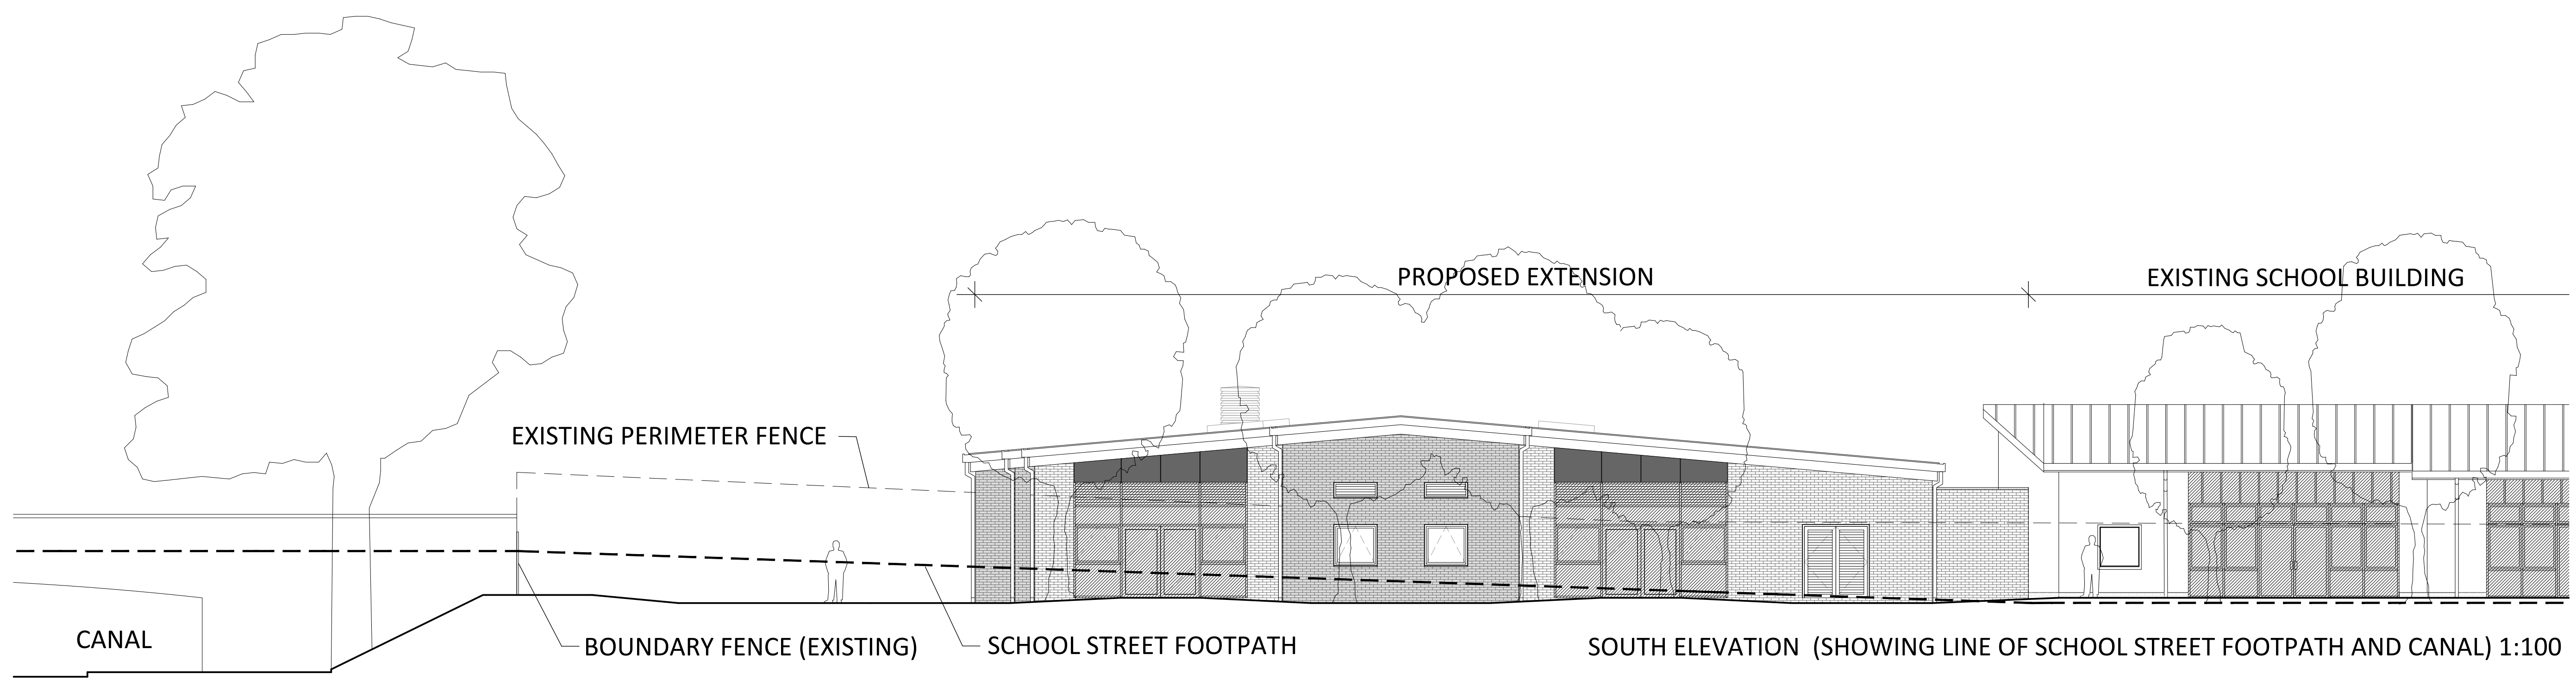 PROPOSED EXTENSION
EXISTING SCHOOL BUILDING
EXISTING PERIMETER FENCE
CANAL
BOUNDARY FENCE (EXISTING)
SCHOOL STREET FOOTPATH
SOUTH ELEVATION (SHOWING LINE OF SCHOOL STREET FOOTPATH AND CANAL) 1:100